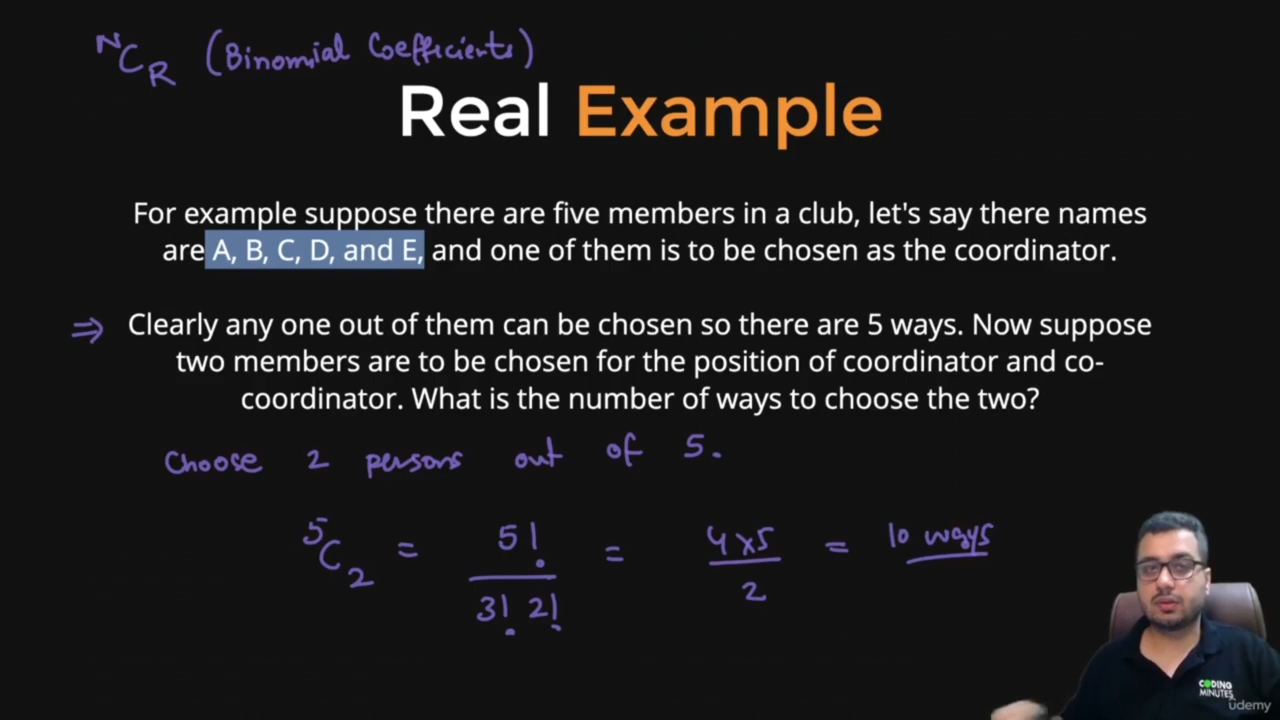 ᴺCR (Binomial Coefficients)
Real Example
For example suppose there are five members in a club, let's say there names
are A, B, C, D, and E, and one of them is to be chosen as the coordinator.
⇒ Clearly any one out of them can be chosen so there are 5 ways. Now suppose
two members are to be chosen for the position of coordinator and co-
coordinator. What is the number of ways to choose the two?
Choose 2 persons out of 5.
⁵C₂ = 5! / 3! 2! = 4x5 / 2 = 10 ways
CODING
MINUTES
ûdemy